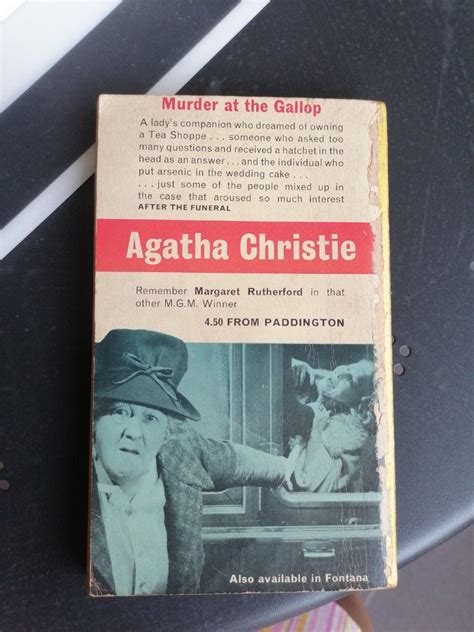 Murder at the Gallop
A lady's companion who dreamed of owning
a Tea Shoppe . . . someone who asked too
many questions and received a hatchet in the
head as an answer . . . and the individual who
put arsenic in the wedding cake . . .
. . . just some of the people mixed up in
the case that aroused so much interest
AFTER THE FUNERAL
Agatha Christie
Remember Margaret Rutherford in that
other M.G.M. Winner
4.50 FROM PADDINGTON
Also available in Fontana